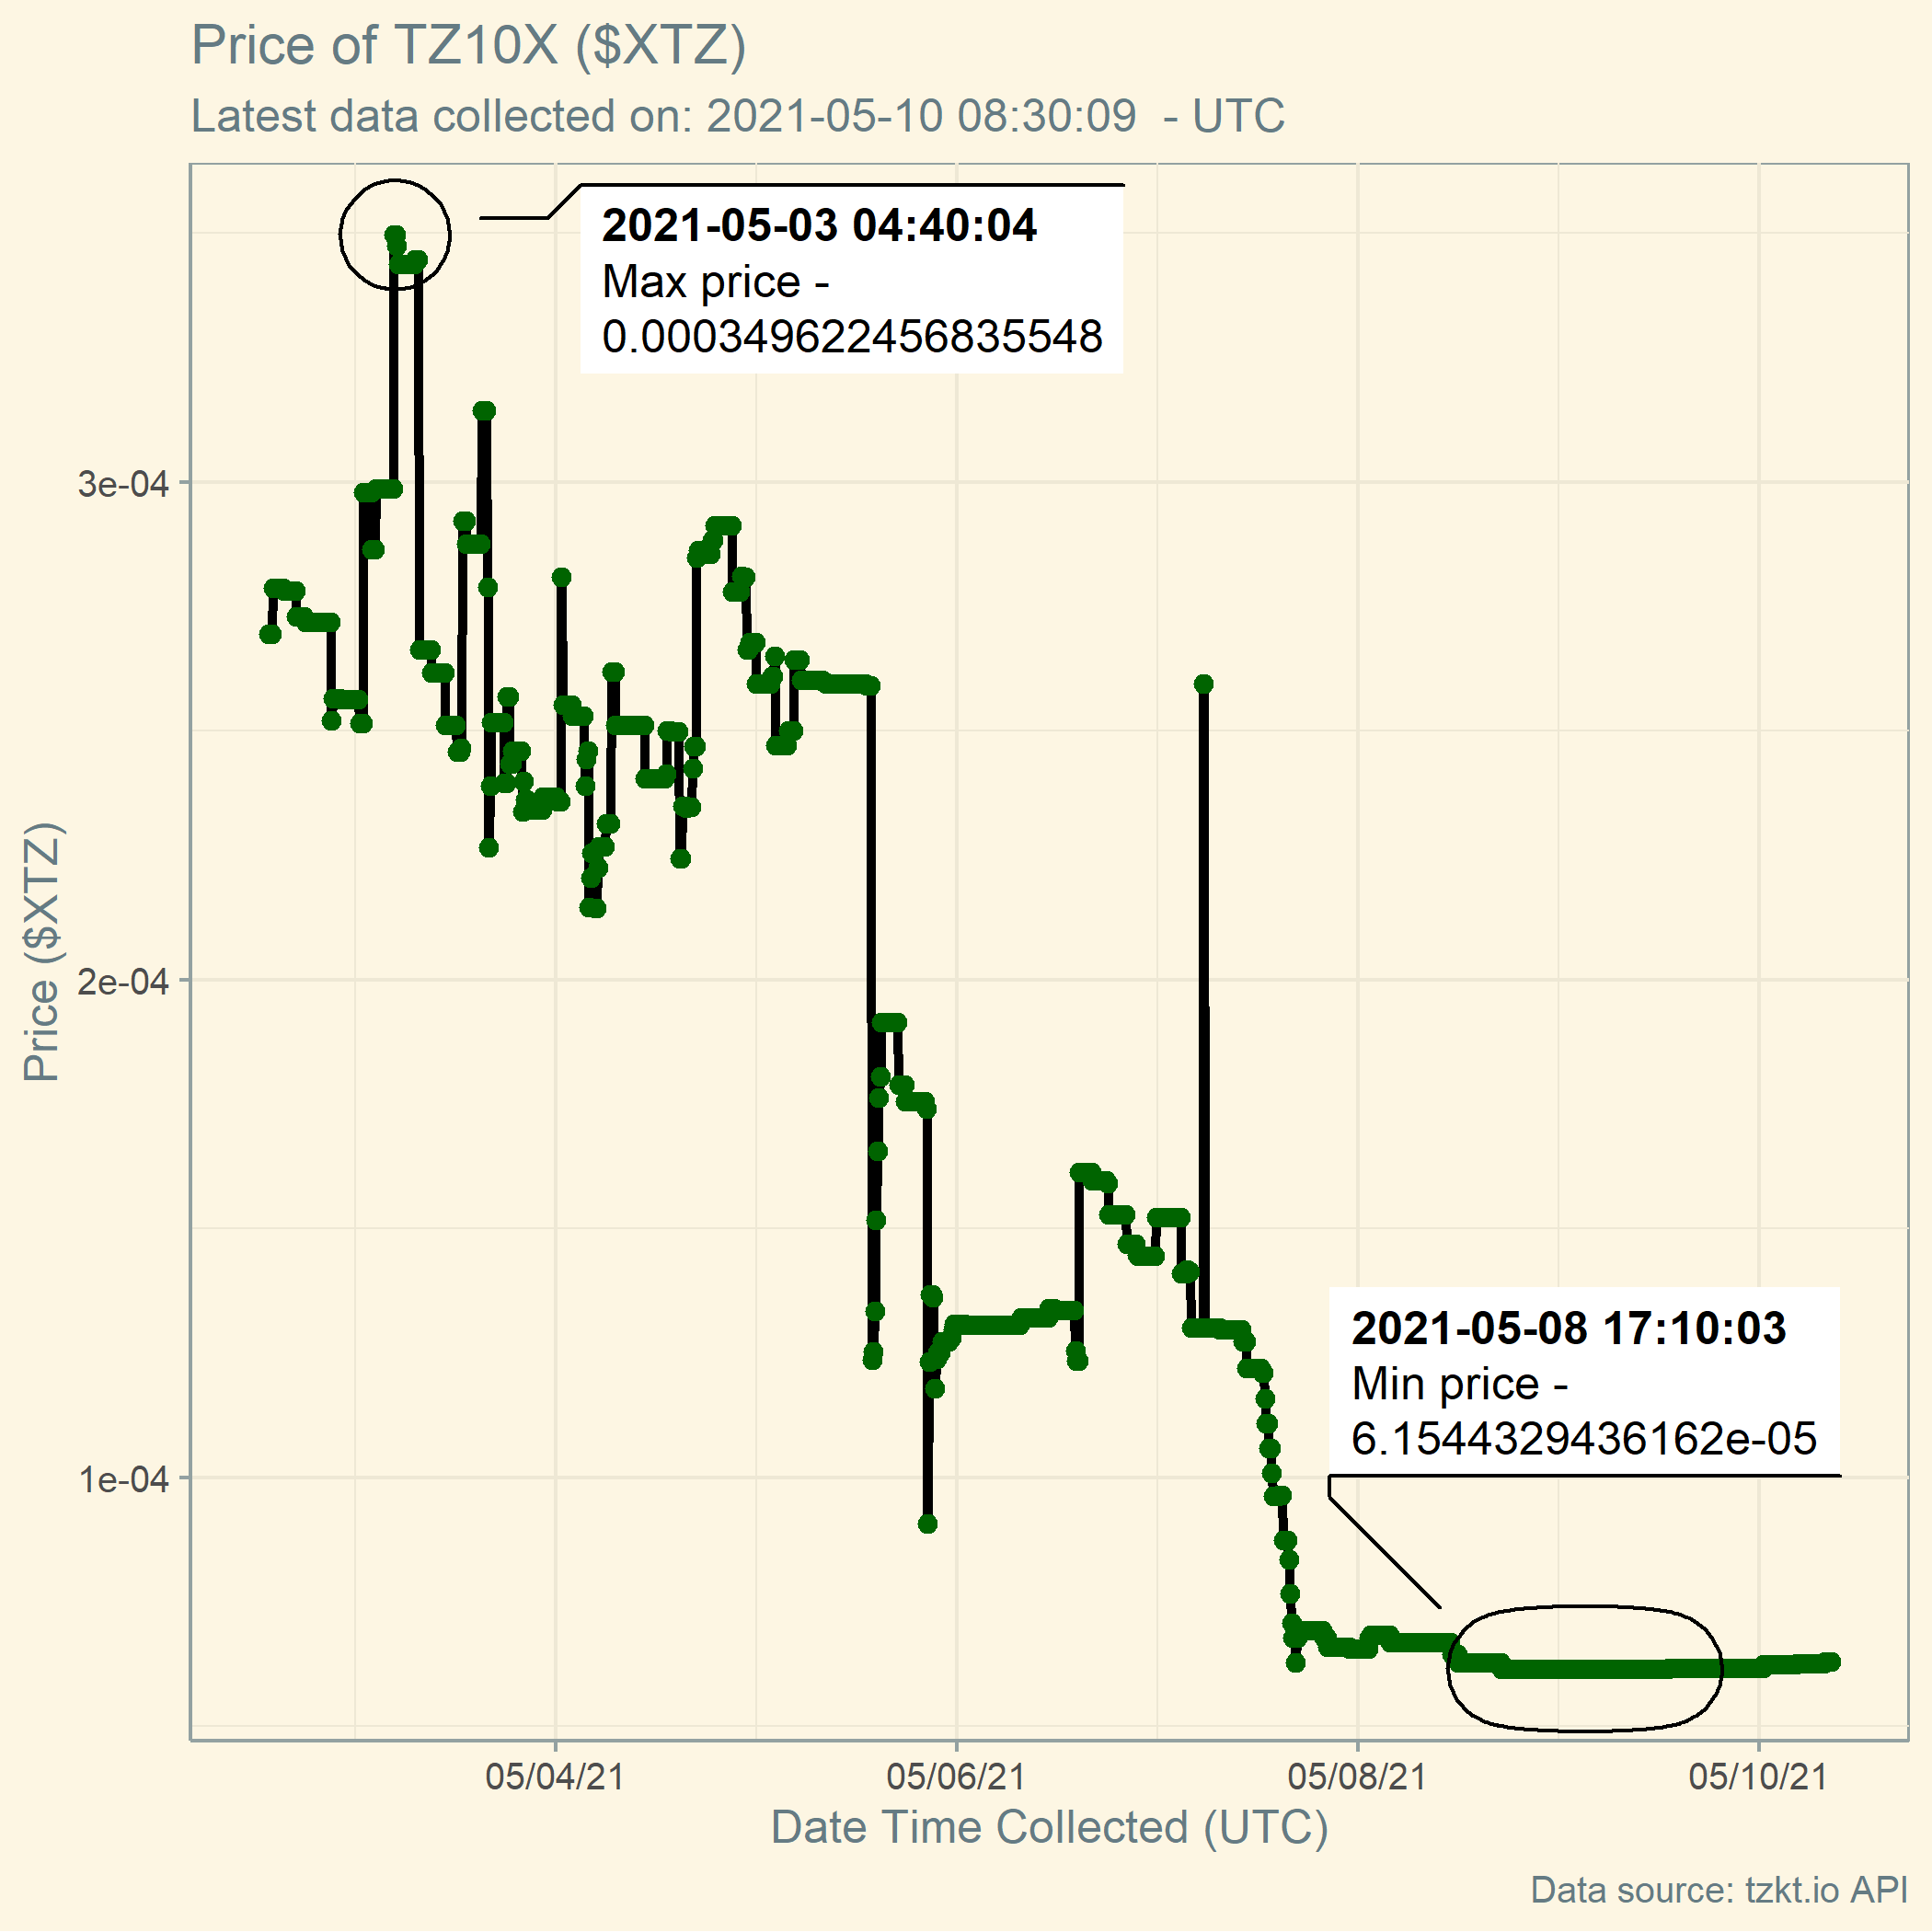 Price of TZ10X ($XTZ)
Latest data collected on: 2021-05-10 08:30:09  - UTC
2021-05-03 04:40:04
Max price -
0.000349622456835548
3e-04
2e-04
1e-04
Price ($XTZ)
2021-05-08 17:10:03
Min price -
6.1544329436162e-05
05/04/21
05/06/21
05/08/21
05/10/21
Date Time Collected (UTC)
Data source: tzkt.io API